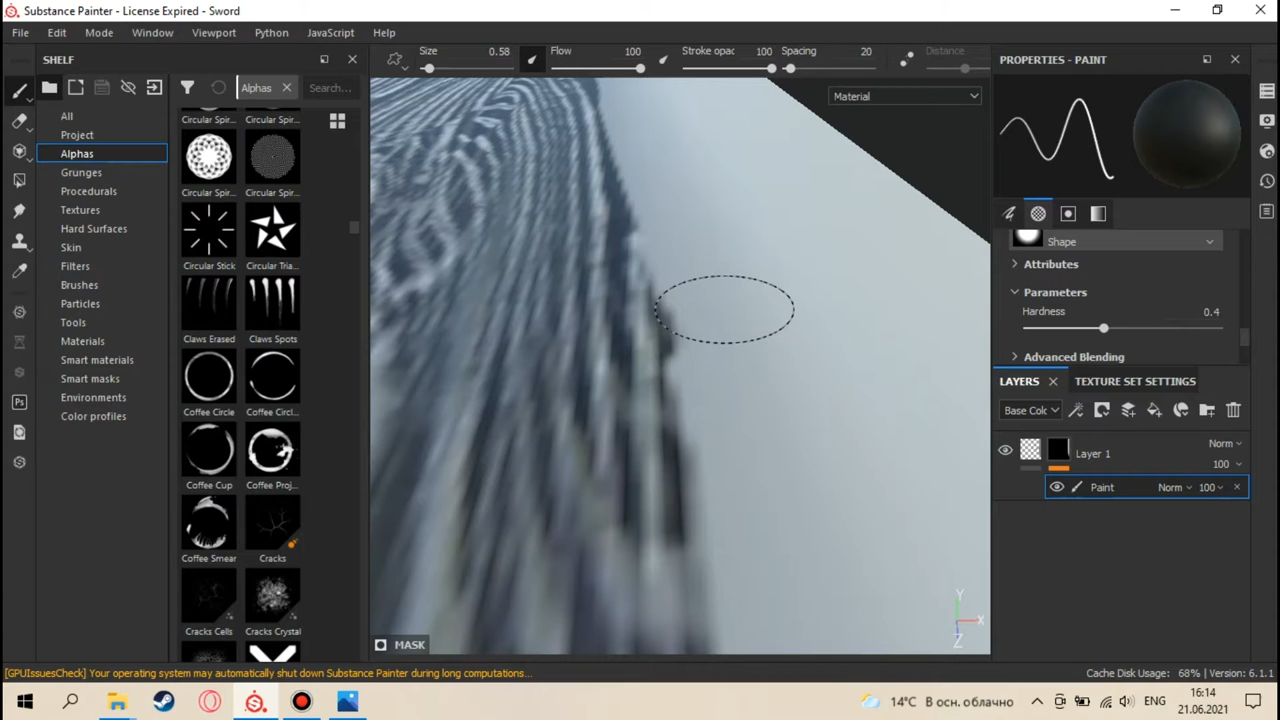 Substance Painter - License Expired - Sword
File Edit Mode Window Viewport Python JavaScript Help
SHELF
Alphas
Search...
All
Project
Alphas
Grunges
Procedurals
Textures
Hard Surfaces
Skin
Filters
Brushes
Particles
Tools
Materials
Smart materials
Smart masks
Environments
Color profiles
Circular Spir... Circular Spir...
Circular Spir... Circular Spir...
Circular Stick Circular Tria...
Claws Erased Claws Spots
Coffee Circle Coffee Circl...
Coffee Cup Coffee Proj...
Coffee Smear Cracks
Cracks Cells Cracks Crystal
Size 0.58 Flow 100 Stroke opac 100 Spacing 20 Distance
Material
MASK
Y
X
Z
PROPERTIES - PAINT
Shape
Attributes
Parameters
Hardness 0.4
Advanced Blending
LAYERS TEXTURE SET SETTINGS
Base Colo
Layer 1 Norm 100
Paint Norm 100
Ps
[GPUIssuesCheck] Your operating system may automatically shut down Substance Painter during long computations...
Cache Disk Usage: 68% | Version: 6.1.1
14°C В осн. облачно
ENG
16:14
21.06.2021